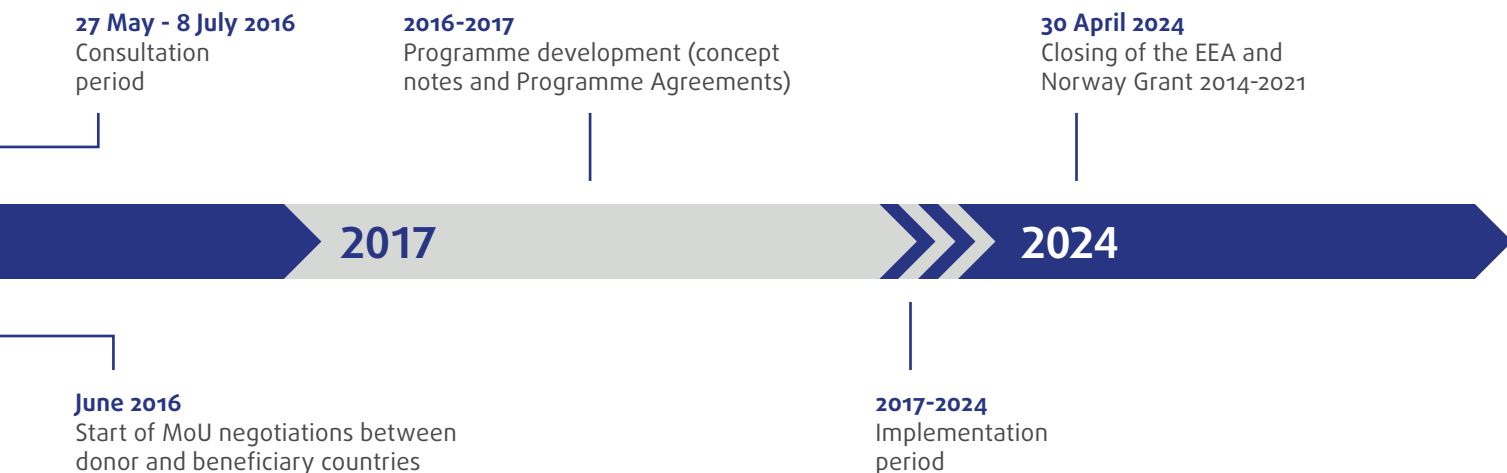 27 May - 8 July 2016
Consultation
period
2016-2017
Programme development (concept
notes and Programme Agreements)
30 April 2024
Closing of the EEA and
Norway Grant 2014-2021
2017
2024
June 2016
Start of MoU negotiations between
donor and beneficiary countries
2017-2024
Implementation
period